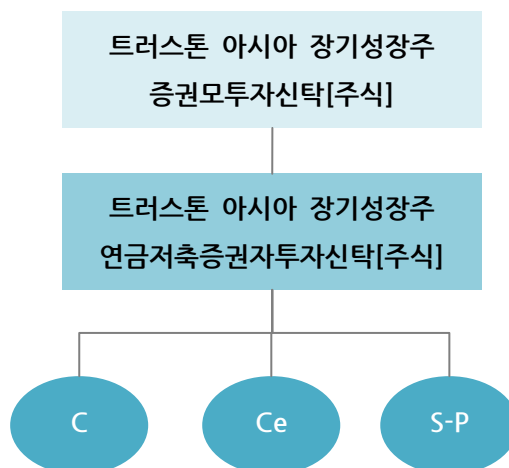 트러스톤 아시아 장기성장주
증권모투자신탁[주식]
트러스톤 아시아 장기성장주
연금저축증권자투자신탁[주식]
C
Ce
S-P